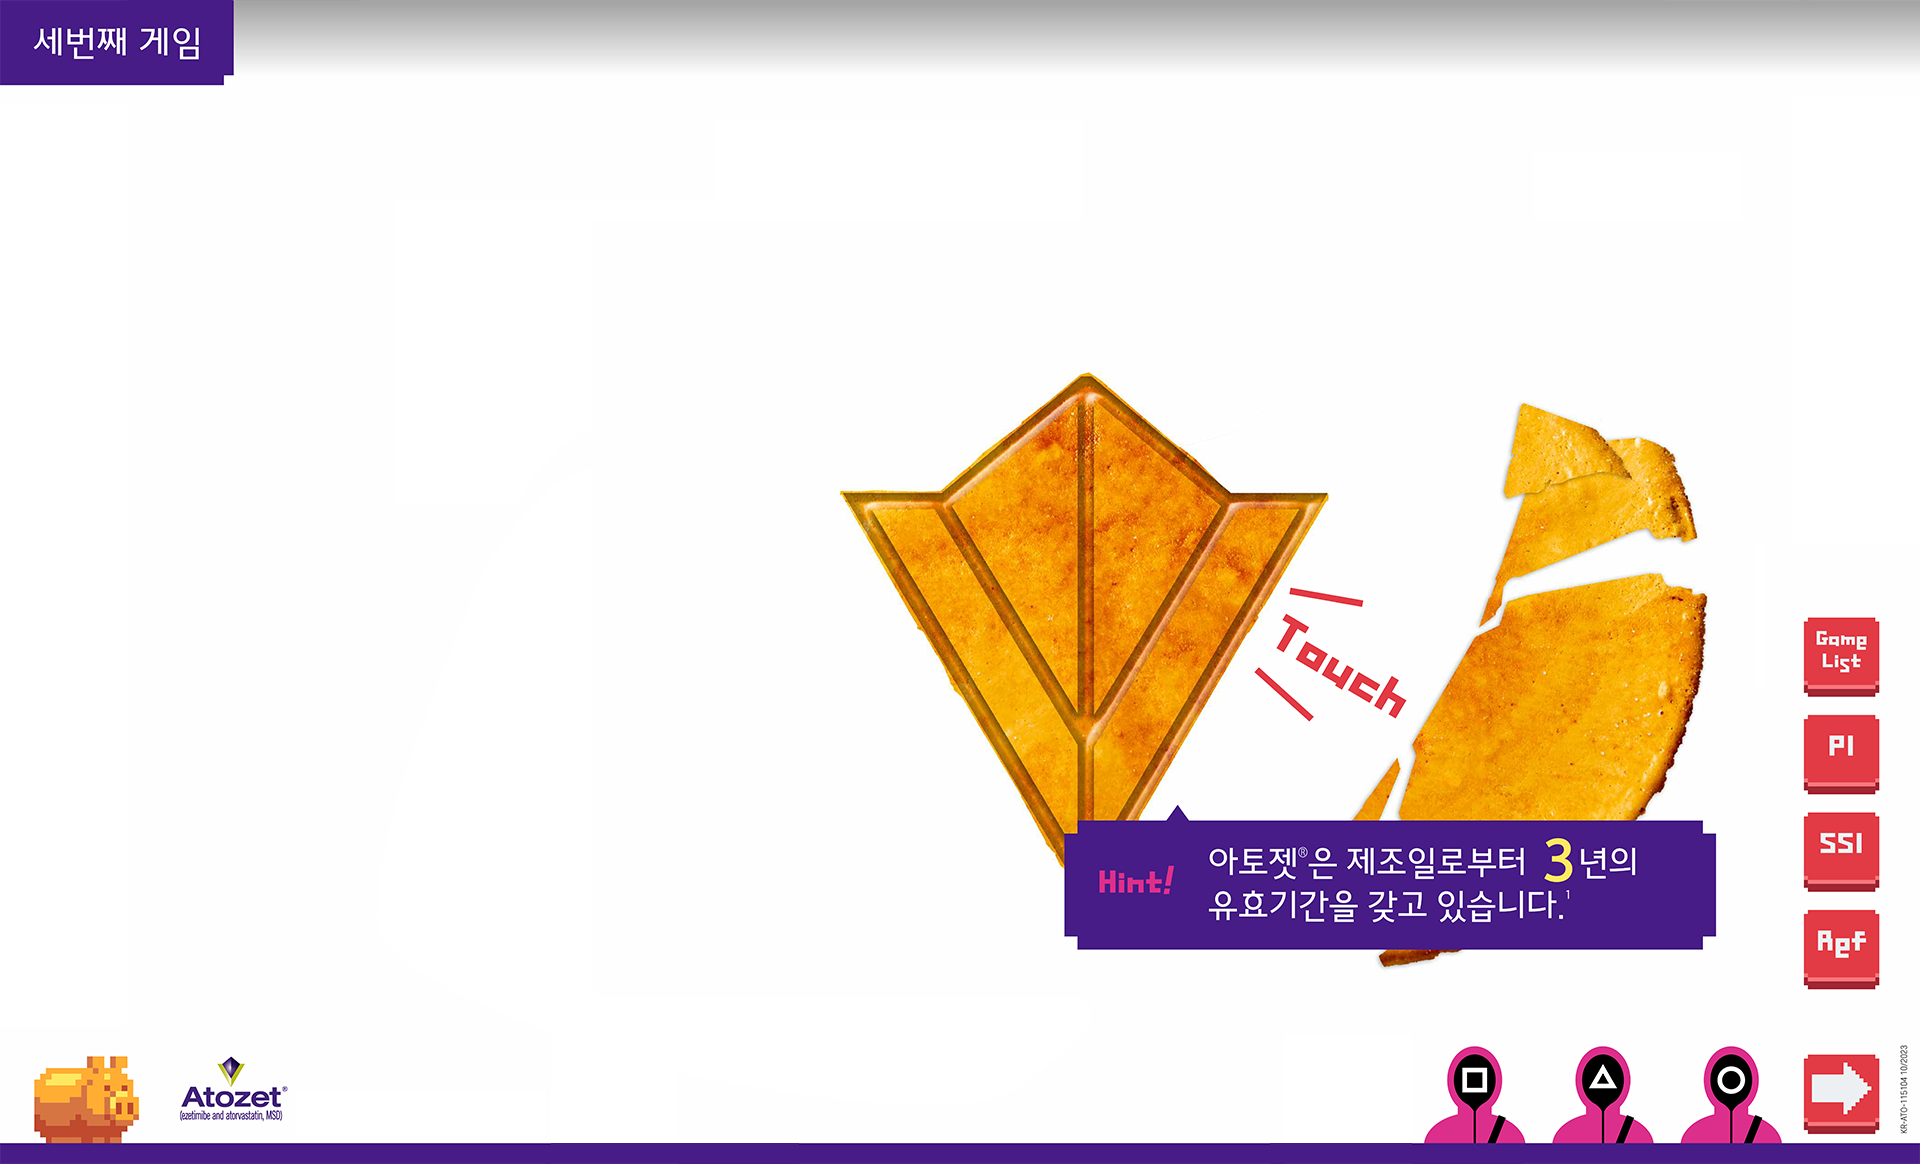 세번째 게임
Touch
Hint!
아토젯®은 제조일로부터 3년의
유효기간을 갖고 있습니다.¹
Game
List
PI
SSI
Ref
Atozet®
(ezetimibe and atorvastatin, MSD)
KR-ATO-115104 10/2023